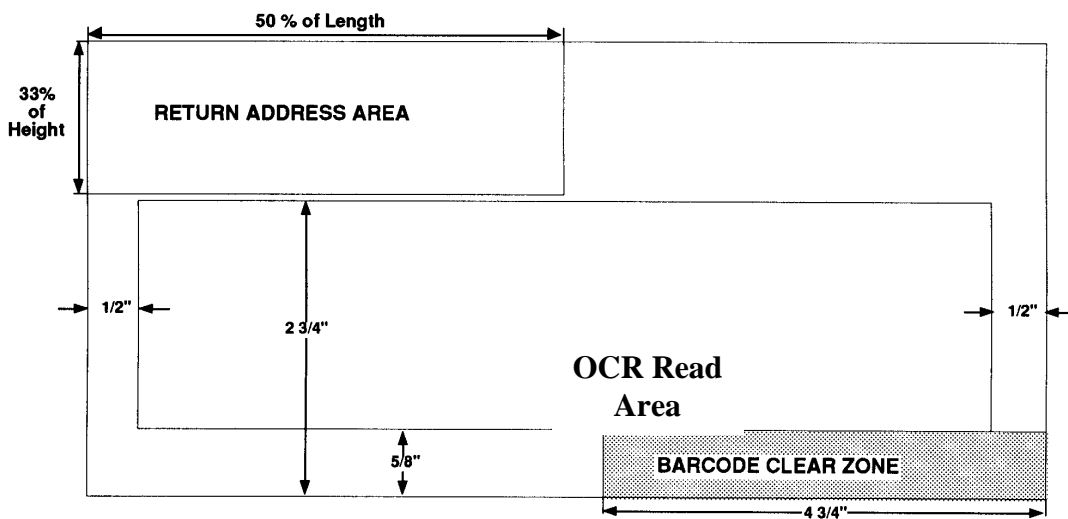 50 % of Length
33%
of
Height
RETURN ADDRESS AREA
1/2"
2 3/4"
1/2"
OCR Read
Area
5/8"
BARCODE CLEAR ZONE
4 3/4"